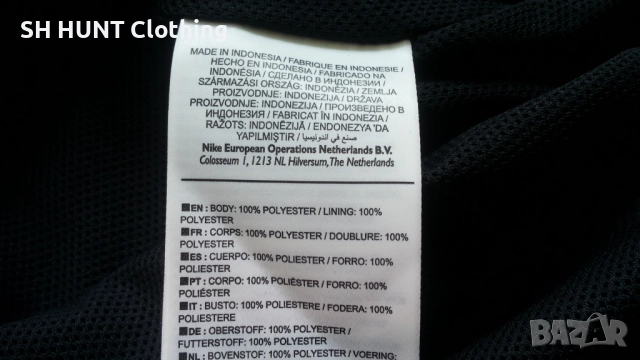 SH HUNT Clothing
MADE IN INDONESIA / FABRIQUE EN INDONESIE /
HECHO EN INDONESIA / FABRICADO NA
INDONÉSIA / СДЕЛАНО В ИНДОНЕЗИИ /
SZÁRMAZÁSI ORSZÁG: INDONÉZIA / ZEMLJA
PROIZVODNJE: INDONEZIJA / DRŽAVA
PROIZVODNJE: INDONEZIJA / ПРОИЗВЕДЕНО В
ИНДОНЕЗИЯ / FABRICAT ÎN INDONEZIA /
RAŽOTS: INDONĒZIJĀ / ENDONEZYA'DA
YAPILMIŞTIR / صنع في اندونيسيا
Nike European Operations Netherlands B.V.
Colosseum 1, 1213 NL Hilversum, The Netherlands
EN: BODY: 100% POLYESTER / LINING: 100%
POLYESTER
FR: CORPS: 100% POLYESTER / DOUBLURE: 100%
POLYESTER
ES: CUERPO: 100% POLIESTER / FORRO: 100%
POLIESTER
PT: CORPO: 100% POLIÉSTER / FORRO: 100%
POLIÉSTER
IT: BUSTO: 100% POLIESTERE / FODERA: 100%
POLIESTERE
DE: OBERSTOFF: 100% POLYESTER /
FUTTERSTOFF: 100% POLYESTER
NL: BOVENSTOF: 100% POLYESTER / VOERING:
BAZAR